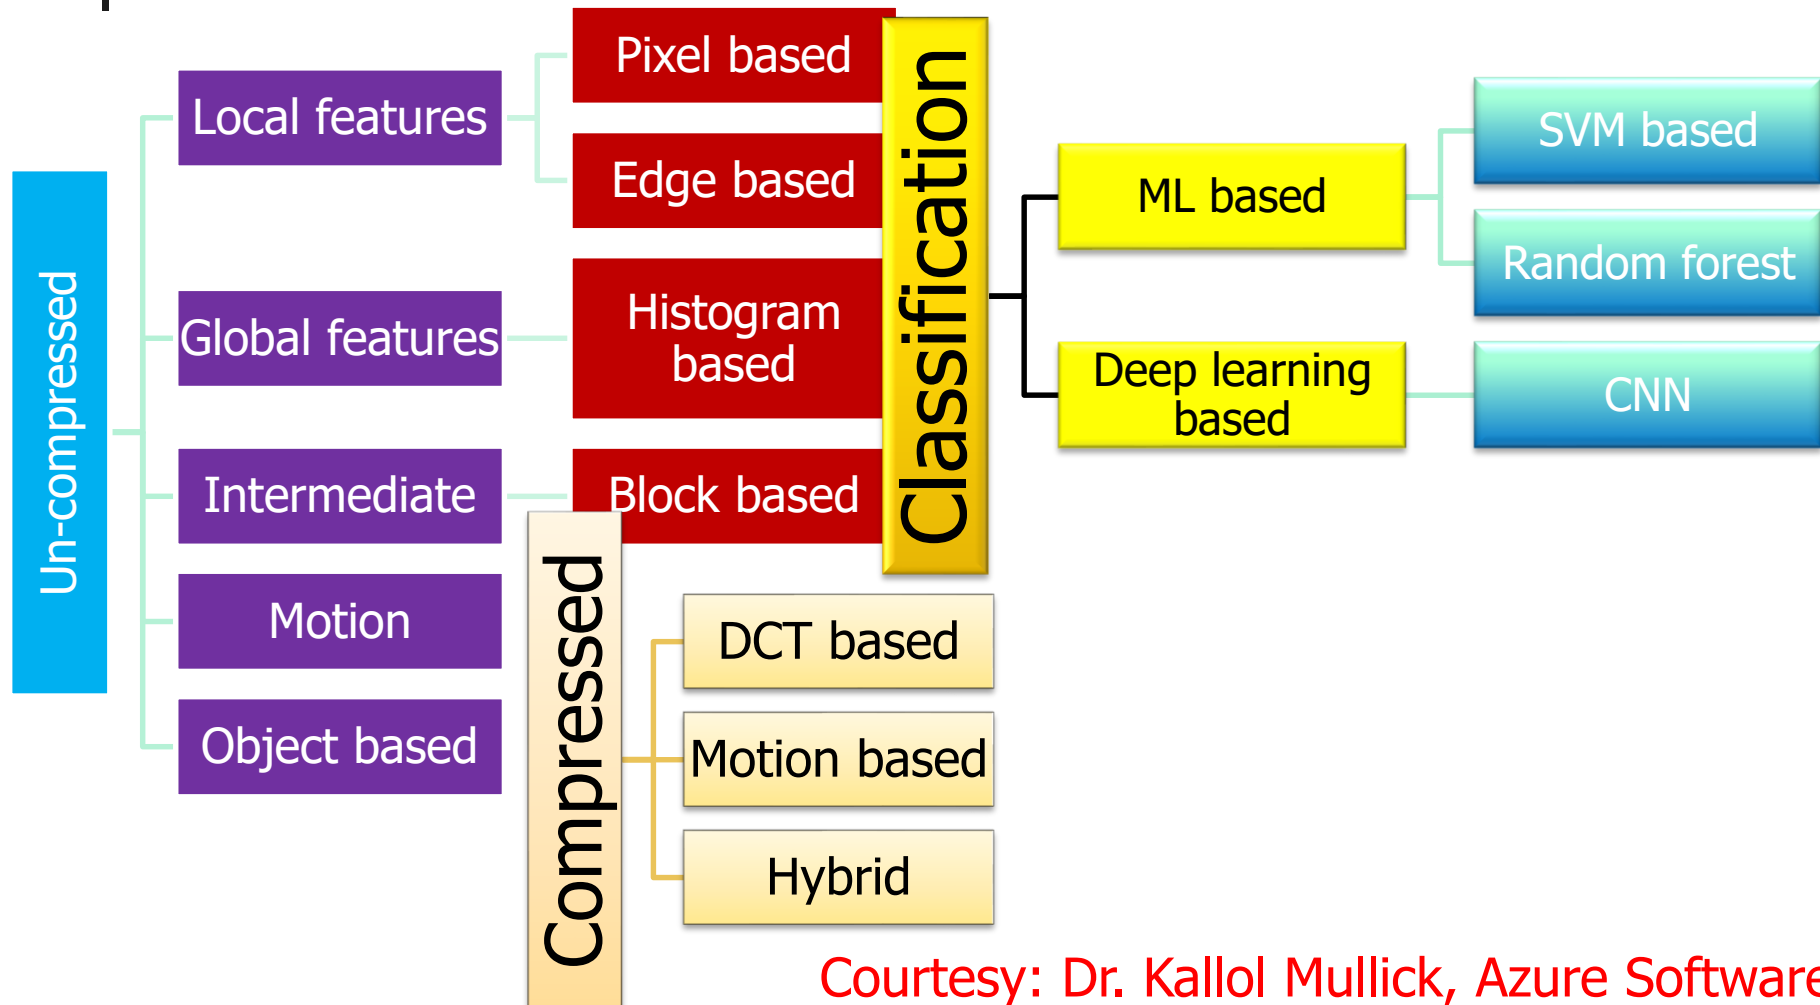 Un-compressed
Local features
Pixel based
Edge based
Global features
Histogram
based
Intermediate
Block based
Motion
Object based
Classification
ML based
SVM based
Random forest
Deep learning
based
CNN
Compressed
DCT based
Motion based
Hybrid
Courtesy: Dr. Kallol Mullick, Azure Software